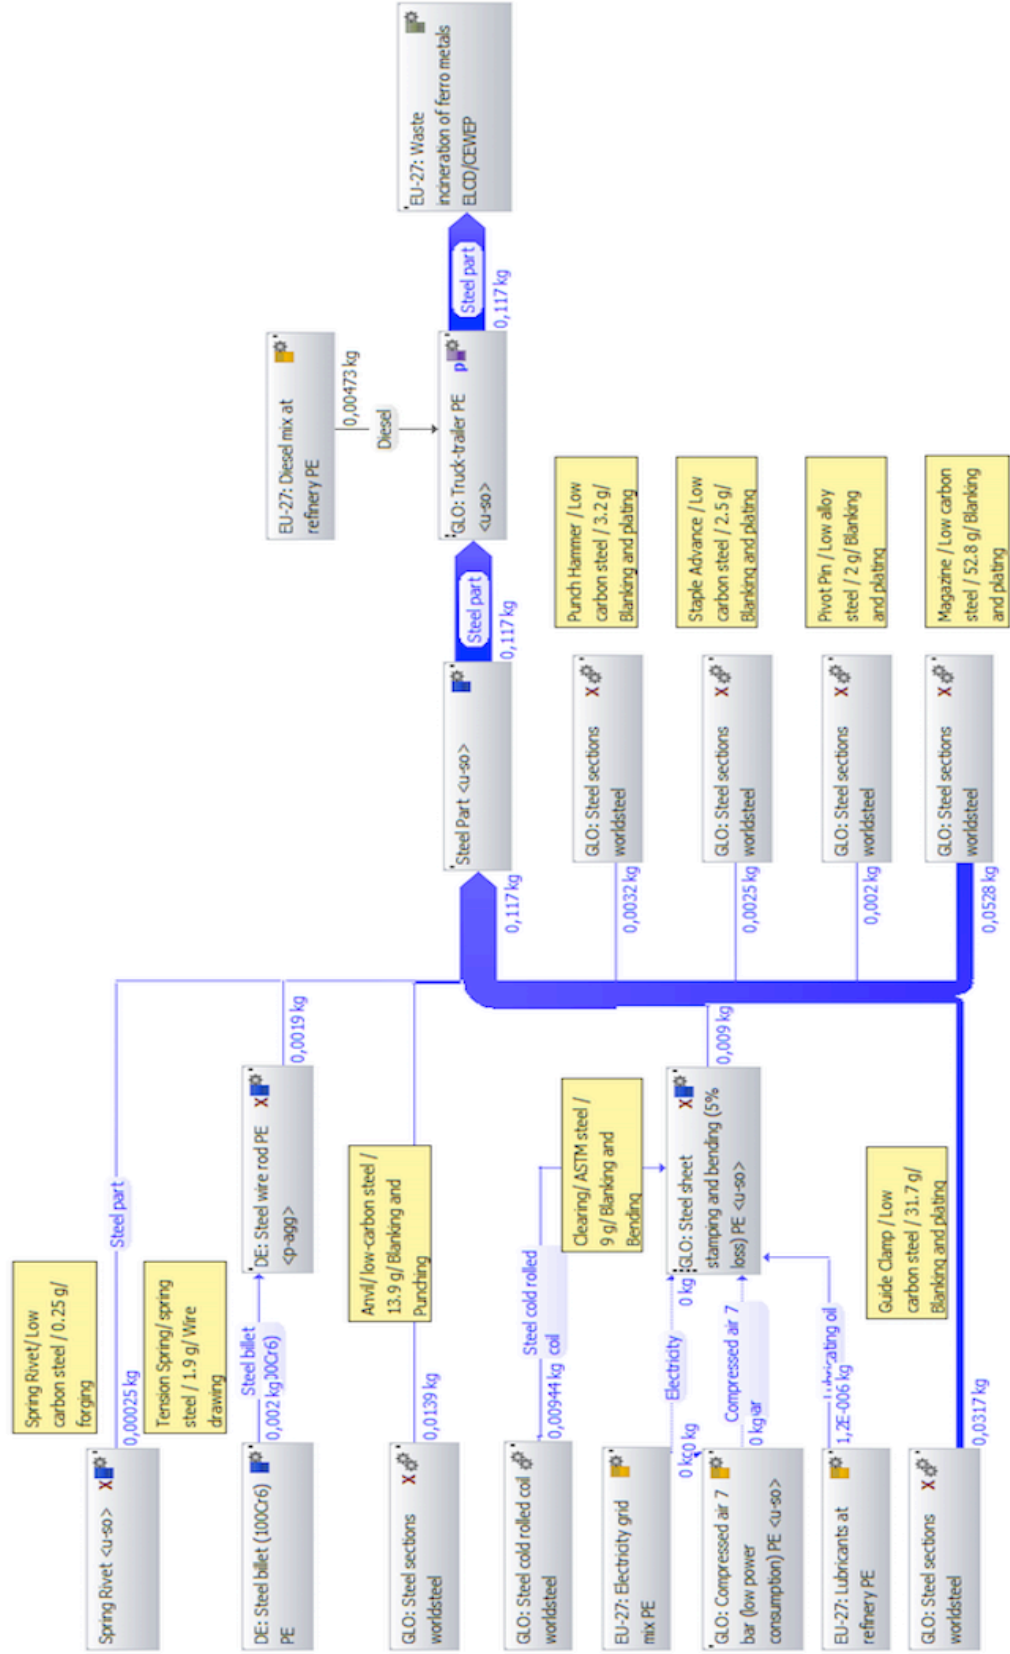 Spring Rivet <u-so>
Spring Rivet/ Low
carbon steel / 0.25 g/
forging
0,00025 kg
Steel part
DE: Steel billet (100Cr6)
PE
Tension Spring/ spring
steel / 1.9 g/ Wire
drawing
Steel billet
0,002 kg
DE: Steel wire rod PE
<p-agg>
0,0019 kg
GLO: Steel sections
worldsteel
Anvil/ low-carbon steel /
13.9 g/ Blanking and
Punching
0,0139 kg
GLO: Steel cold rolled coil
worldsteel
Steel cold rolled
coil
0,00944 kg
Clearing/ ASTM steel /
9 g/ Blanking and
Bending
EU-27: Electricity grid
mix PE
Electricity
0 kg
GLO: Compressed air 7
bar (low power
consumption) PE <u-so>
Compressed air 7
0 kg
EU-27: Lubricants at
refinery PE
1,2E-006 kg
GLO: Steel sheet
stamping and bending (5%
loss) PE <u-so>
0,009 kg
GLO: Steel sections
worldsteel
Guide Clamp / Low
carbon steel / 31.7 g/
Blanking and plating
0,0317 kg
Steel Part <u-so>
0,117 kg
Steel part
0,117 kg
GLO: Steel sections
worldsteel
0,0032 kg
Punch Hammer / Low
carbon steel / 3.2 g/
Blanking and plating
GLO: Steel sections
worldsteel
0,0025 kg
Staple Advance / Low
carbon steel / 2.5 g/
Blanking and plating
GLO: Steel sections
worldsteel
0,002 kg
Pivot Pin / Low alloy
steel / 2 g/ Blanking
and plating
GLO: Steel sections
worldsteel
0,0528 kg
Magazine / Low carbon
steel / 52.8 g/ Blanking
and plating
EU-27: Diesel mix at
refinery PE
0,00473 kg
Diesel
GLO: Truck-trailer PE
<u-so>
Steel part
0,117 kg
EU-27: Waste
incineration of ferro metals
ELCD/CEWEP